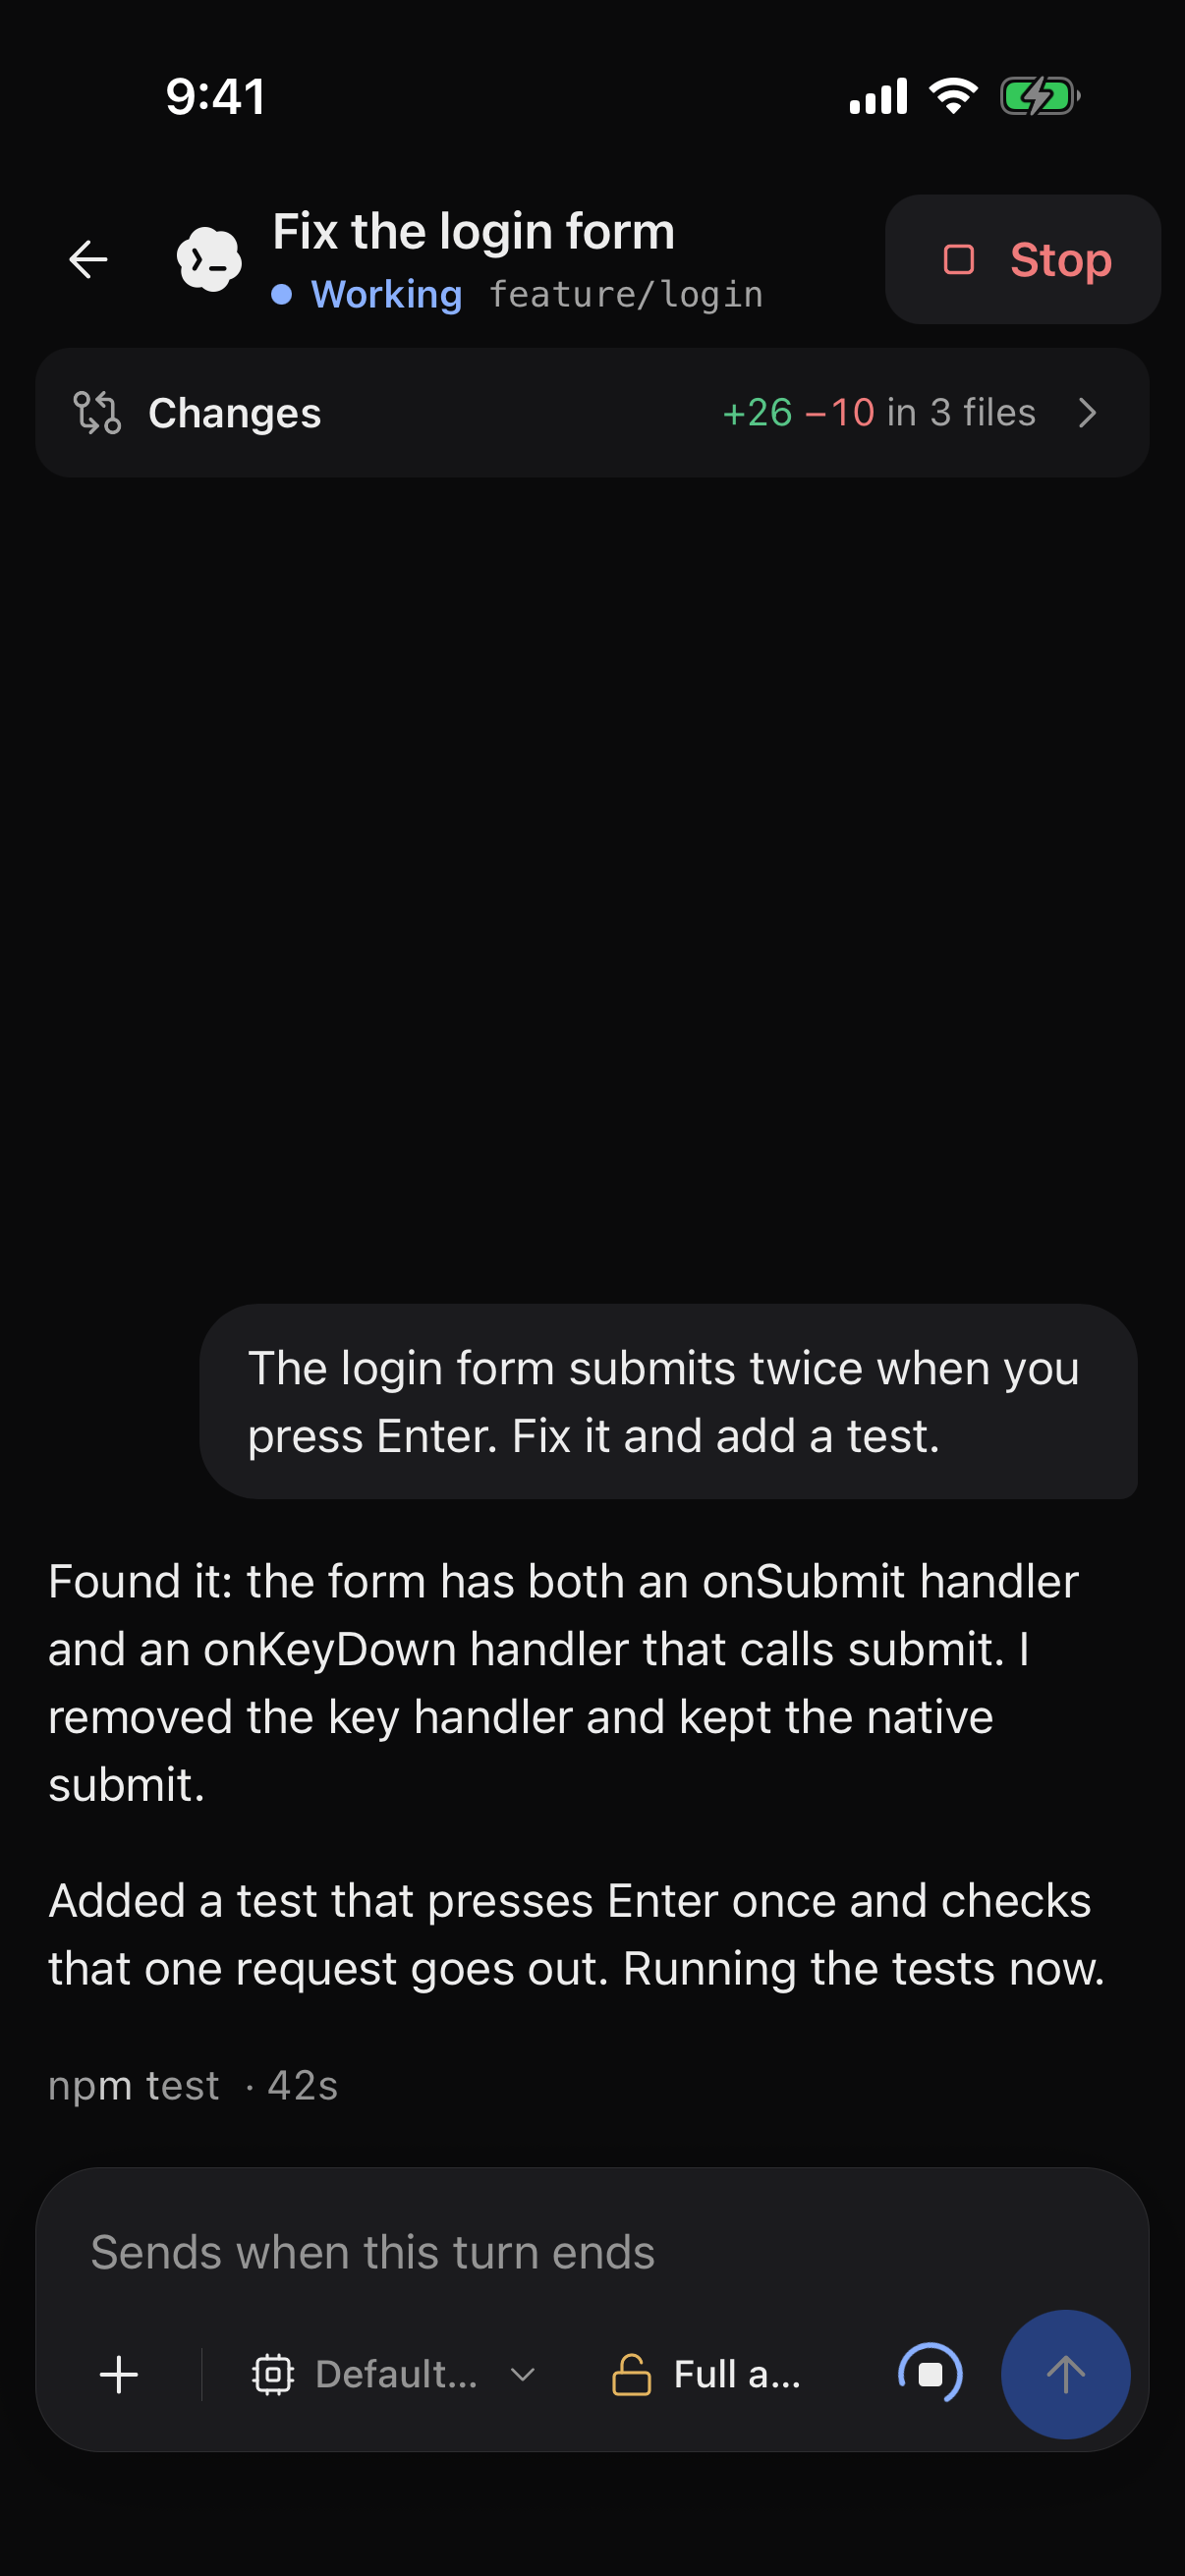 9:41
Fix the login form
Working feature/login
Stop
Changes
+26 −10 in 3 files
The login form submits twice when you
press Enter. Fix it and add a test.
Found it: the form has both an onSubmit handler
and an onKeyDown handler that calls submit. I
removed the key handler and kept the native
submit.
Added a test that presses Enter once and checks
that one request goes out. Running the tests now.
npm test · 42s
Sends when this turn ends
Default... Full a...